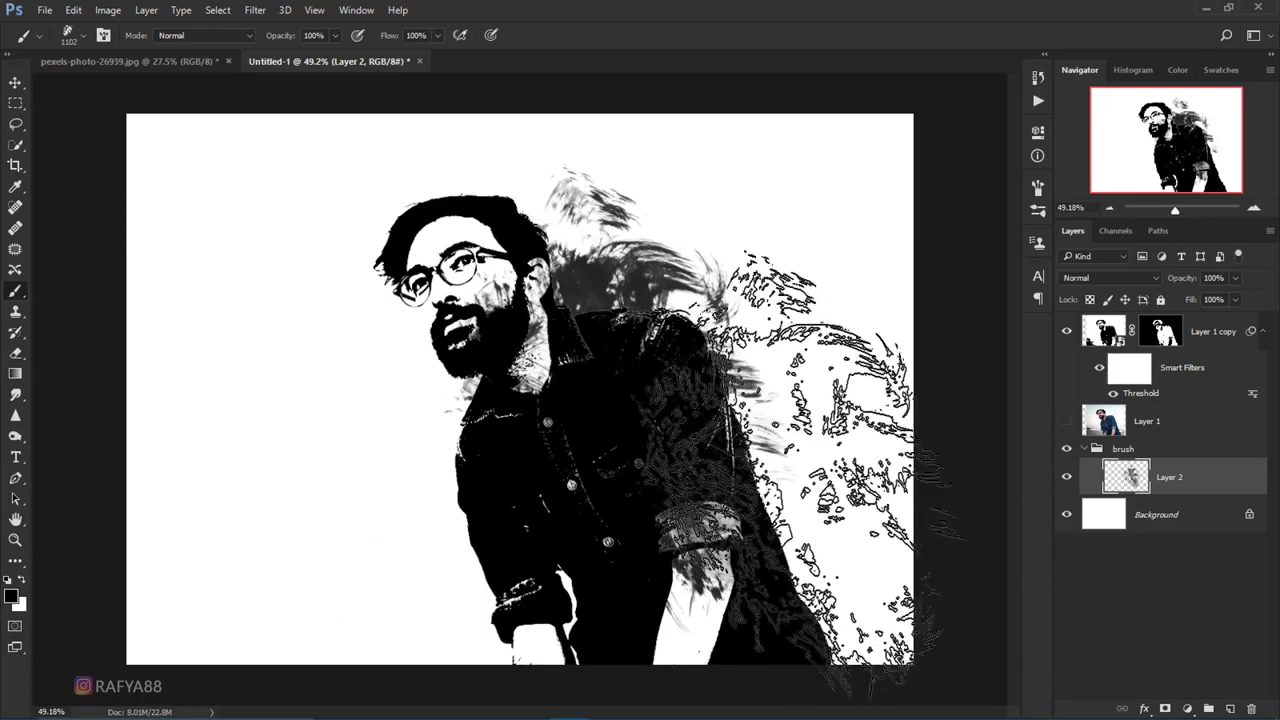 Ps File Edit Image Layer Type Select Filter 3D View Window Help
1102 Mode: Normal Opacity: 100% Flow: 100%
pexels-photo-26939.jpg @ 27.5% (RGB/8) * × Untitled-1 @ 49.2% (Layer 2, RGB/8#) * ×
Navigator Histogram Color Swatches
49.18%
Layers Channels Paths
Kind
Normal Opacity: 100%
Lock: Fill: 100%
Layer 1 copy
Smart Filters
Threshold
Layer 1
brush
Layer 2
Background
RAFYA88
49.18% Doc: 8.01M/22.8M